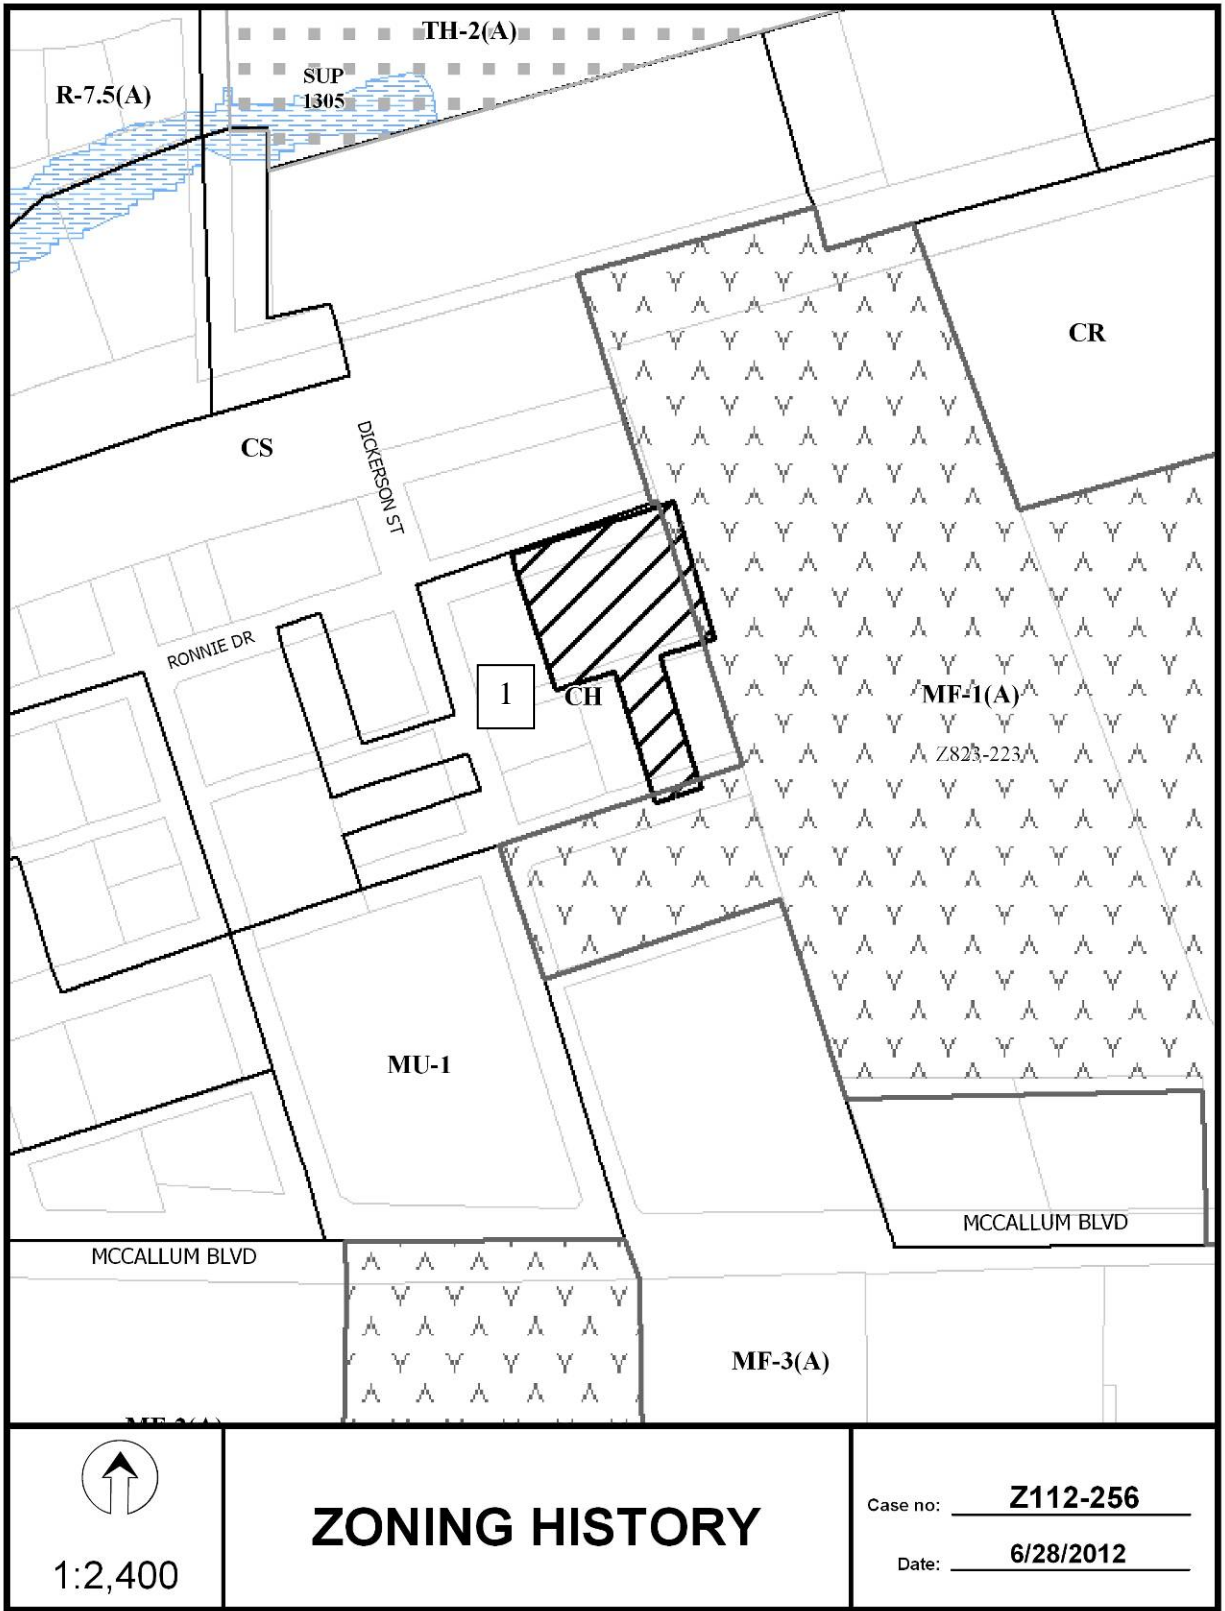 TH-2(A)
R-7.5(A)
SUP
1305
CR
CS
DICKERSON ST
RONNIE DR
1
CH
MF-1(A)
Z823-223
MU-1
MCCALLUM BLVD
MCCALLUM BLVD
MF-3(A)
1:2,400
ZONING HISTORY
Case no: Z112-256
Date: 6/28/2012